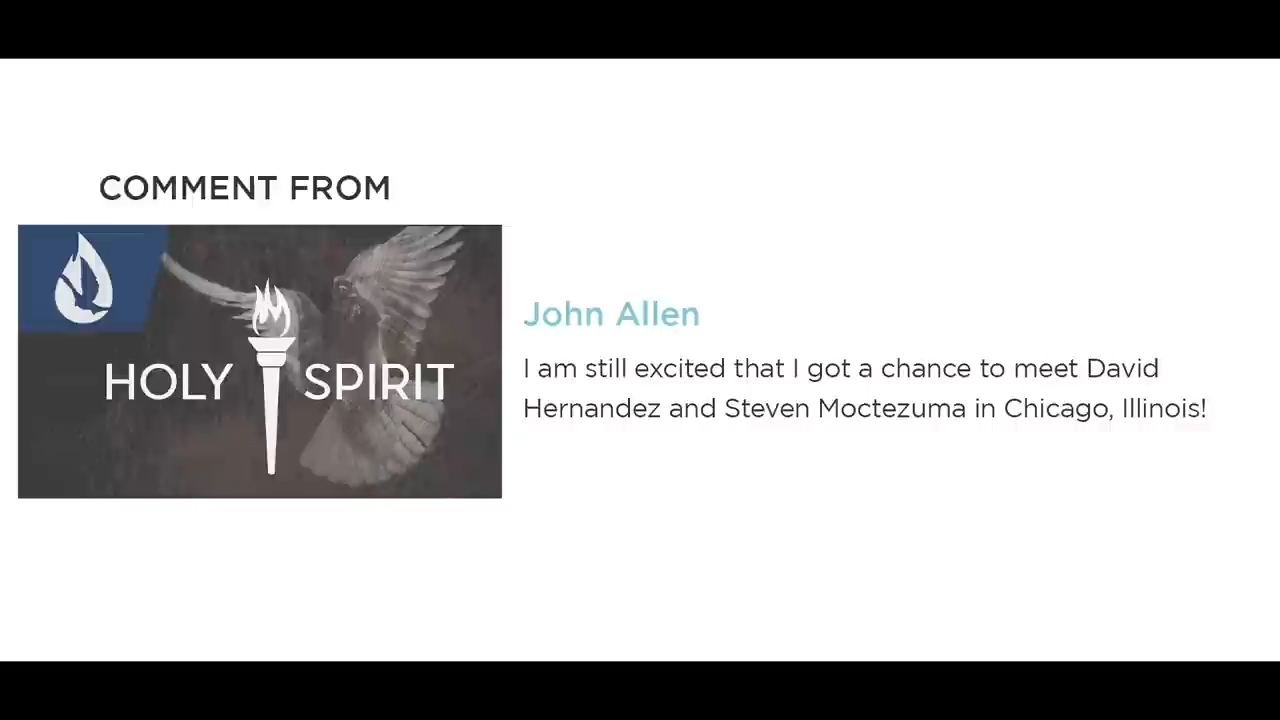 COMMENT FROM
HOLY SPIRIT
John Allen
I am still excited that I got a chance to meet David
Hernandez and Steven Moctezuma in Chicago, Illinois!